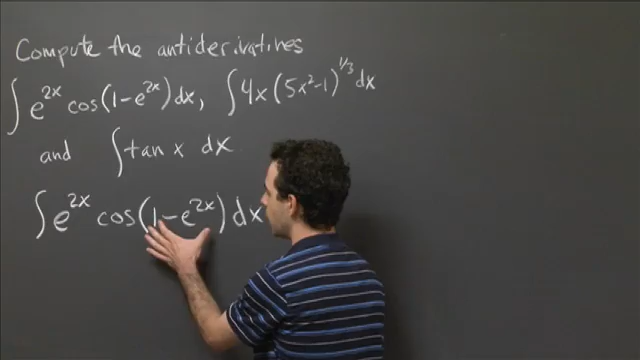 Compute the antiderivatines
∫e^{2x} cos(1-e^{2x})dx, ∫4x(5x²-1)^{1/3}dx
and ∫tan x dx.
∫e^{2x} cos(1-e^{2x})dx